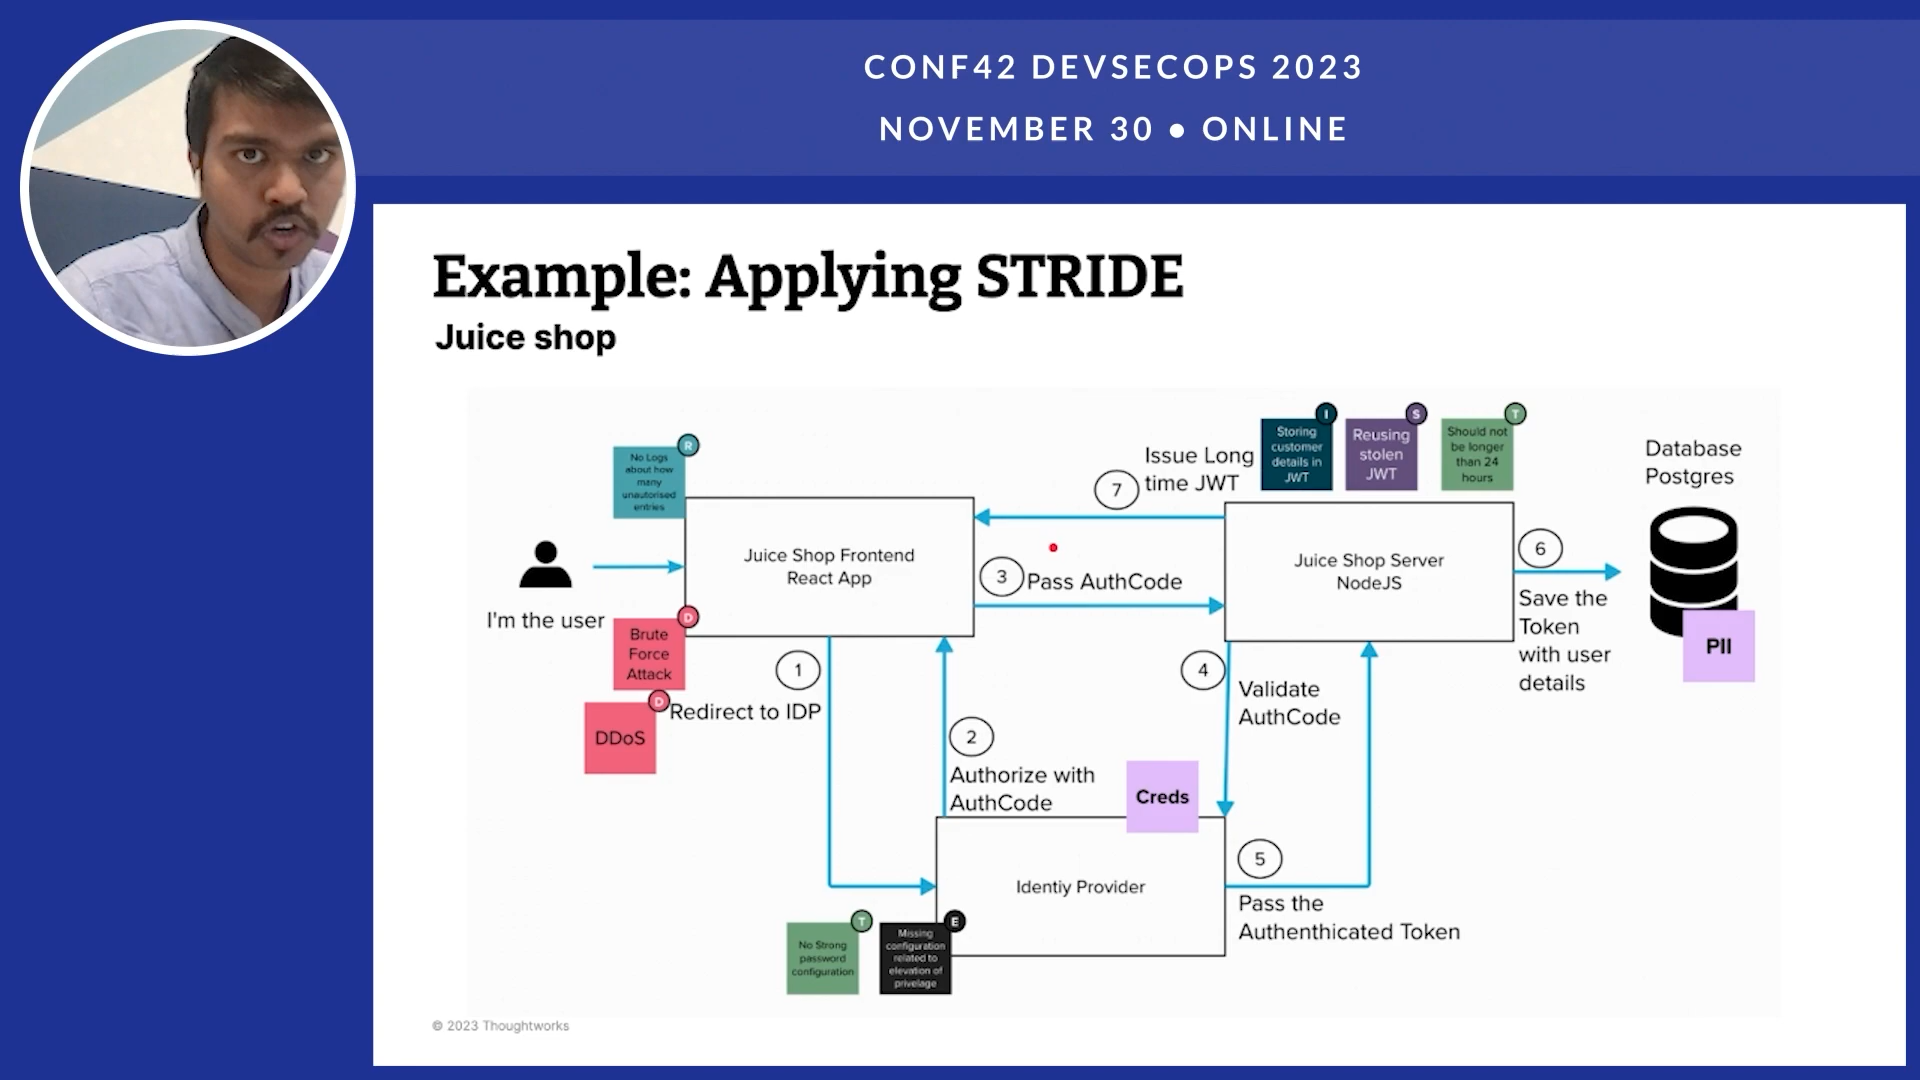 CONF42 DEVSECOPS 2023
NOVEMBER 30 ● ONLINE
Example: Applying STRIDE
Juice shop
R
No Logs
about how
many
unautorised
entries
I'm the user
D
Brute
Force
Attack
D
DDoS
Juice Shop Frontend
React App
1
Redirect to IDP
2
Authorize with
AuthCode
3
Pass AuthCode
7
Issue Long
time JWT
I
Storing
customer
details in
JWT
S
Reusing
stolen
JWT
T
Should not
be longer
than 24
hours
Juice Shop Server
NodeJS
4
Validate
AuthCode
Creds
Identiy Provider
5
Pass the
Authenthicated Token
6
Save the
Token
with user
details
Database
Postgres
PII
T
No Strong
password
configuration
E
Missing
configuration
related to
elevation of
privelage
© 2023 Thoughtworks